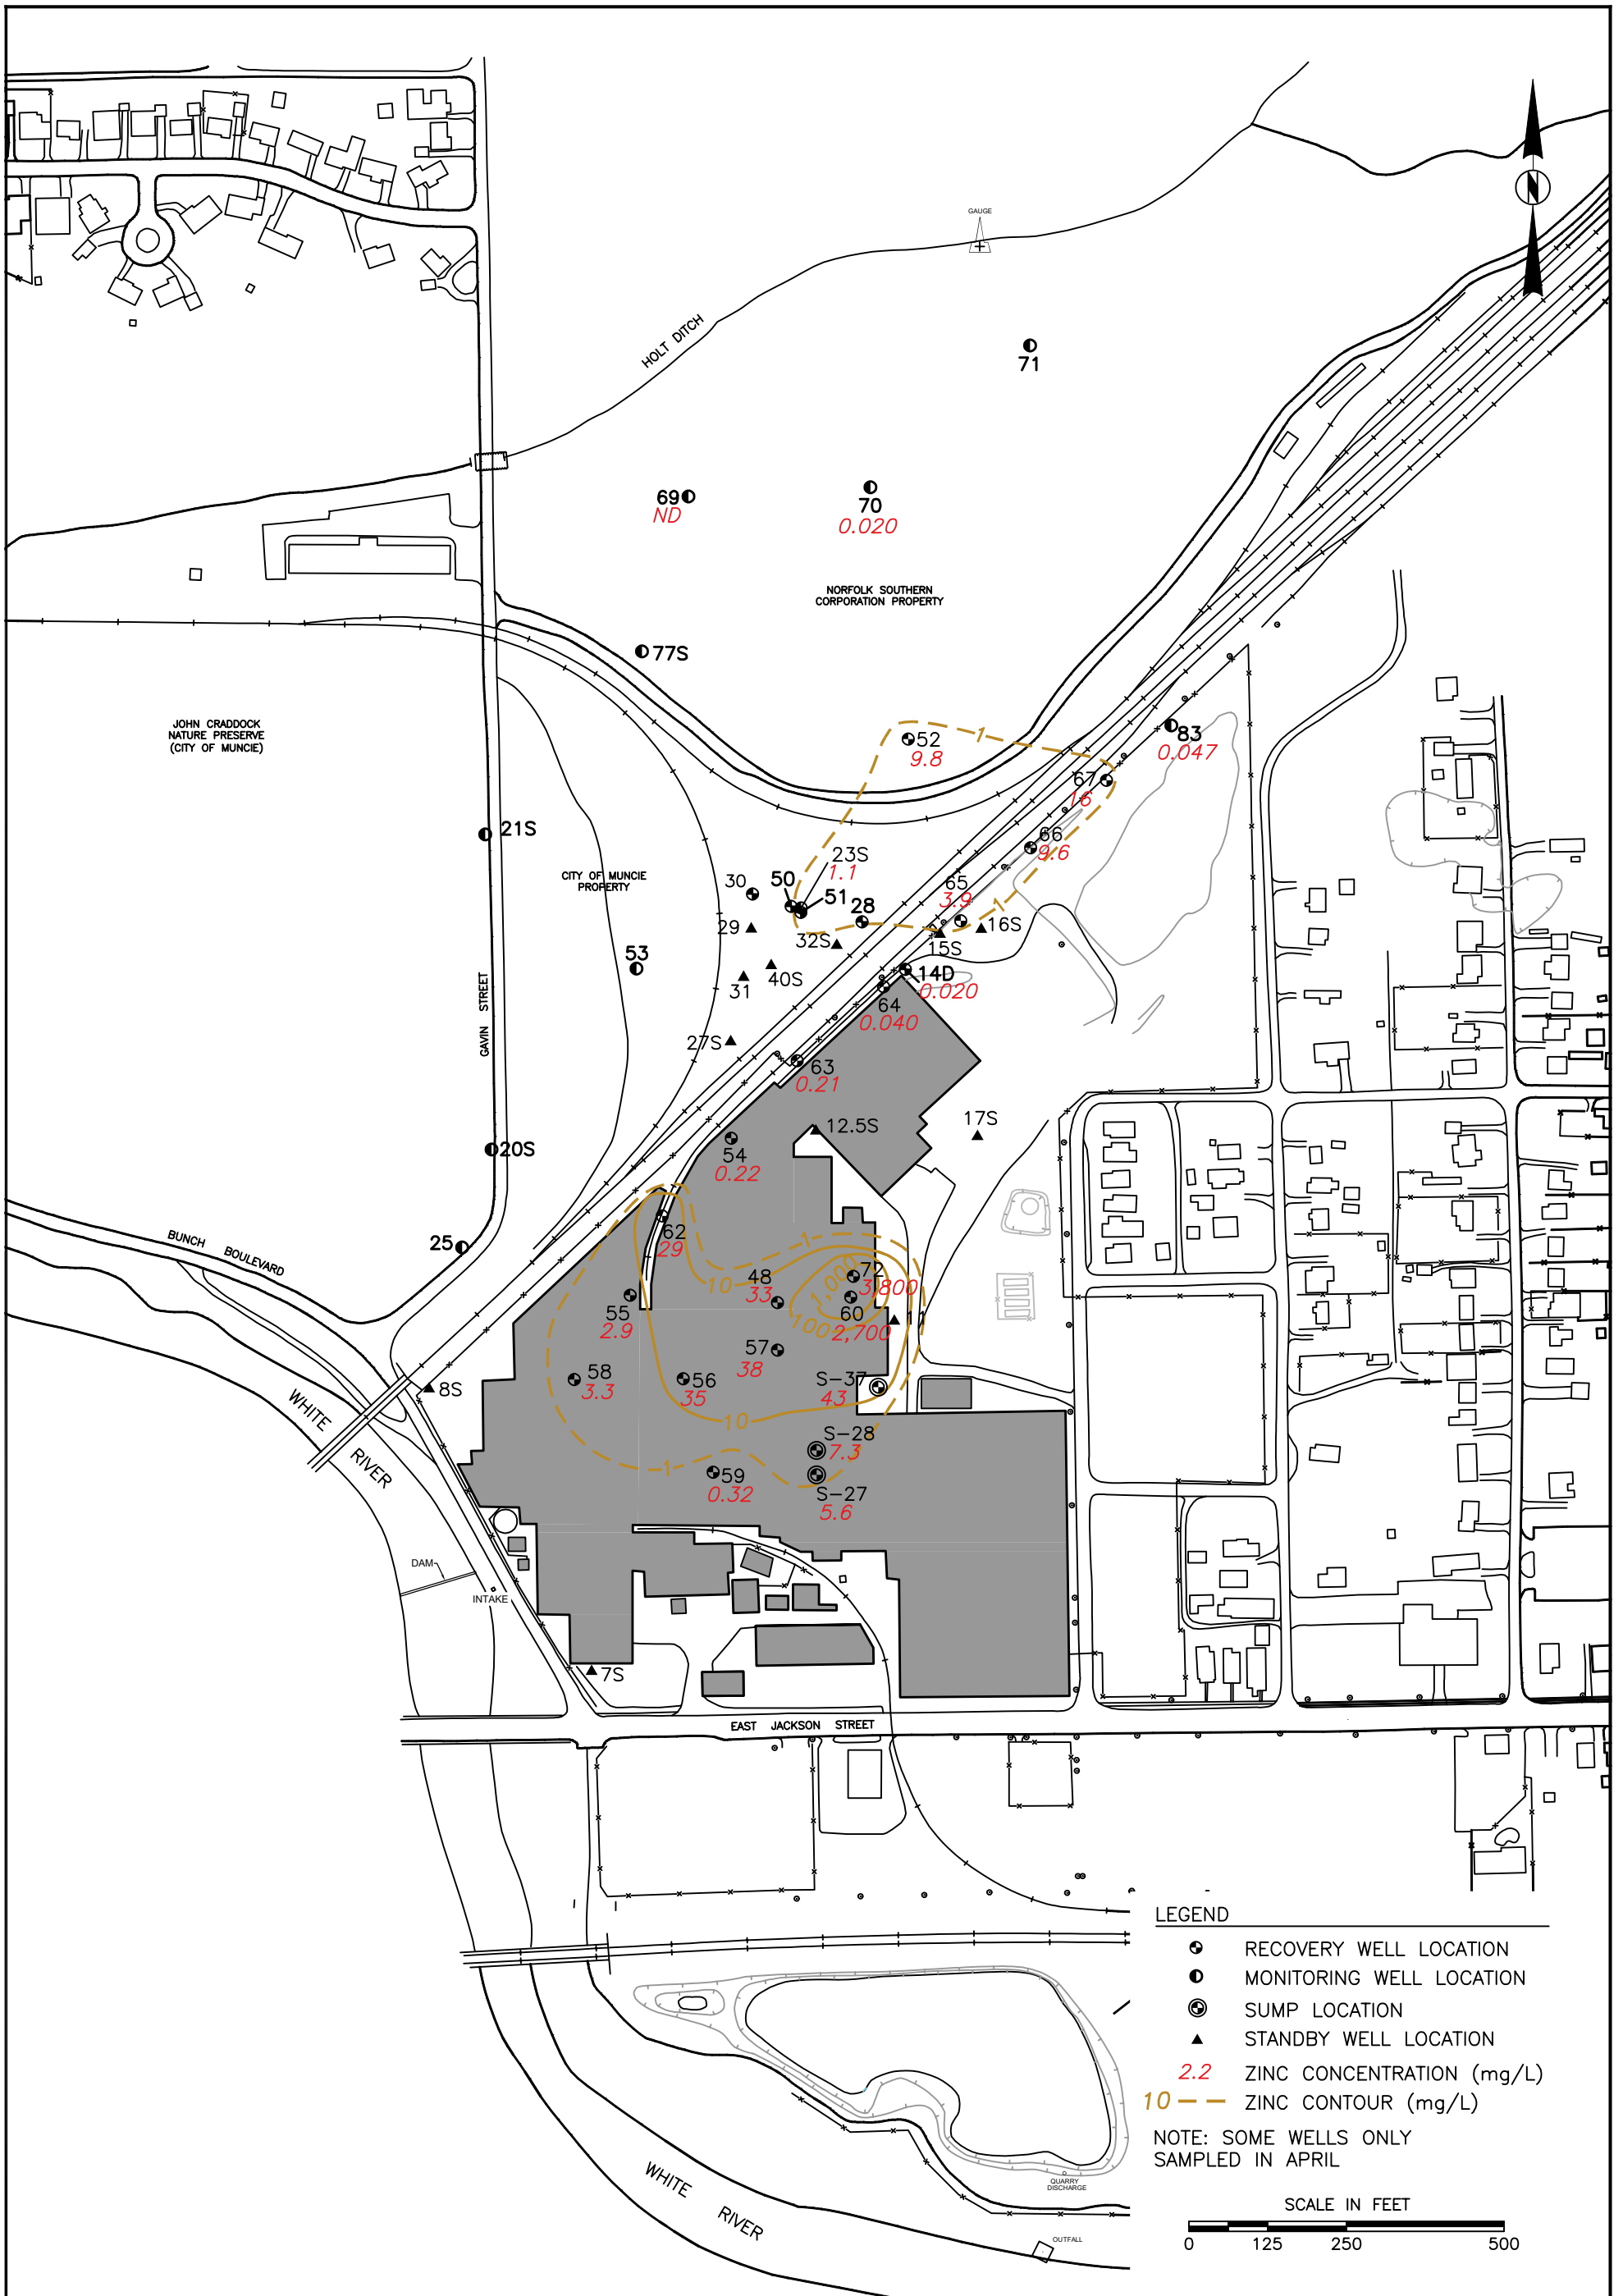 GAUGE
N
HOLT DITCH
71
69
ND
70
0.020
NORFOLK SOUTHERN
CORPORATION PROPERTY
77S
JOHN CRADDOCK
NATURE PRESERVE
(CITY OF MUNCIE)
52
9.8
1
83
0.047
67
16
21S
66
9.6
23S
1.1
CITY OF MUNCIE
PROPERTY
30
50
51
28
65
3.9
1
29
32S
15S
16S
53
31
40S
14D
0.020
64
0.040
GAVIN STREET
27S
63
0.21
12.5S
17S
20S
54
0.22
BUNCH BOULEVARD
25
62
29
1
10
48
33
1,000
72
3,800
100
60
2,700
11
55
2.9
57
38
58
3.3
56
35
S-37
43
8S
10
WHITE
RIVER
S-28
7.3
1
59
0.32
S-27
5.6
DAM
INTAKE
7S
EAST JACKSON STREET
LEGEND
RECOVERY WELL LOCATION
MONITORING WELL LOCATION
SUMP LOCATION
STANDBY WELL LOCATION
2.2 ZINC CONCENTRATION (mg/L)
10 ZINC CONTOUR (mg/L)
NOTE: SOME WELLS ONLY
SAMPLED IN APRIL
QUARRY
DISCHARGE
WHITE
RIVER
OUTFALL
SCALE IN FEET
0 125 250 500